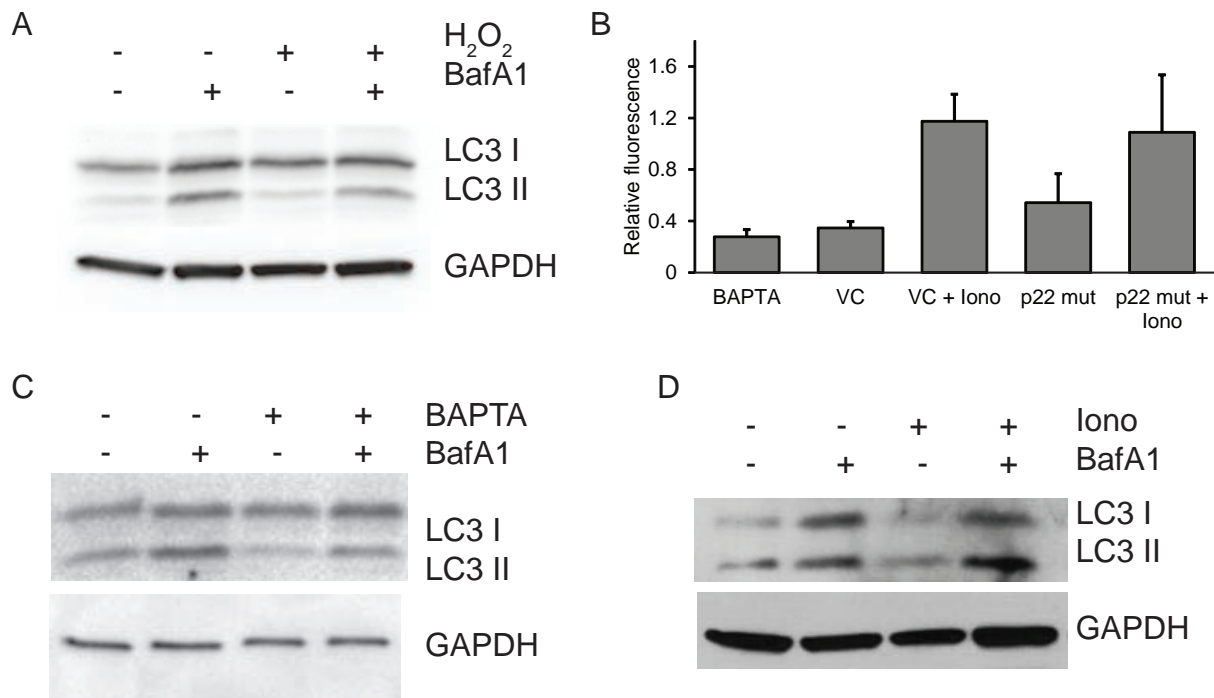 A
- - + + H₂O₂
- + - + BafA1
LC3 I
LC3 II
GAPDH
B
Relative fluorescence
1.6
1.2
0.8
0.4
0
BAPTA VC VC + Iono p22 mut p22 mut +
Iono
C
- - + + BAPTA
- + - + BafA1
LC3 I
LC3 II
GAPDH
D
- - + + Iono
- + - + BafA1
LC3 I
LC3 II
GAPDH